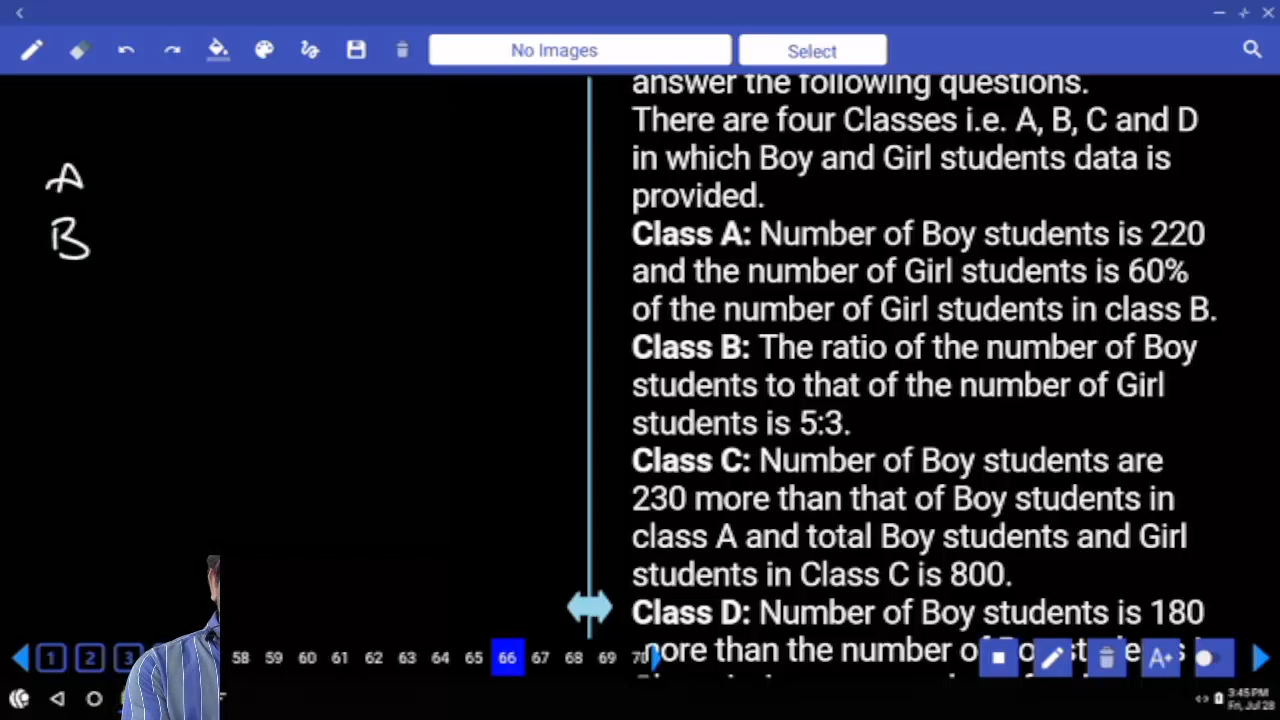 No Images
Select
answer the following questions.
There are four Classes i.e. A, B, C and D
in which Boy and Girl students data is
provided.
A
B
Class A: Number of Boy students is 220
and the number of Girl students is 60%
of the number of Girl students in class B.
Class B: The ratio of the number of Boy
students to that of the number of Girl
students is 5:3.
Class C: Number of Boy students are
230 more than that of Boy students in
class A and total Boy students and Girl
students in Class C is 800.
Class D: Number of Boy students is 180
more than the number
1 2 3 58 59 60 61 62 63 64 65 66 67 68 69 70
A+
3:45PM
Fri, Jul 28